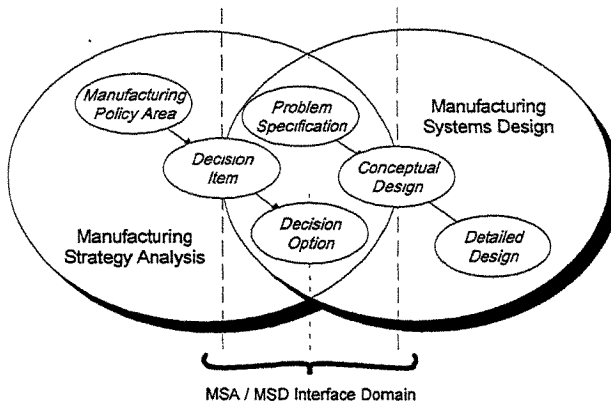 Manufacturing
Policy Area
Problem
Specification
Manufacturing
Systems Design
Decision
Item
Conceptual
Design
Manufacturing
Strategy Analysis
Decision
Option
Detailed
Design
MSA / MSD Interface Domain